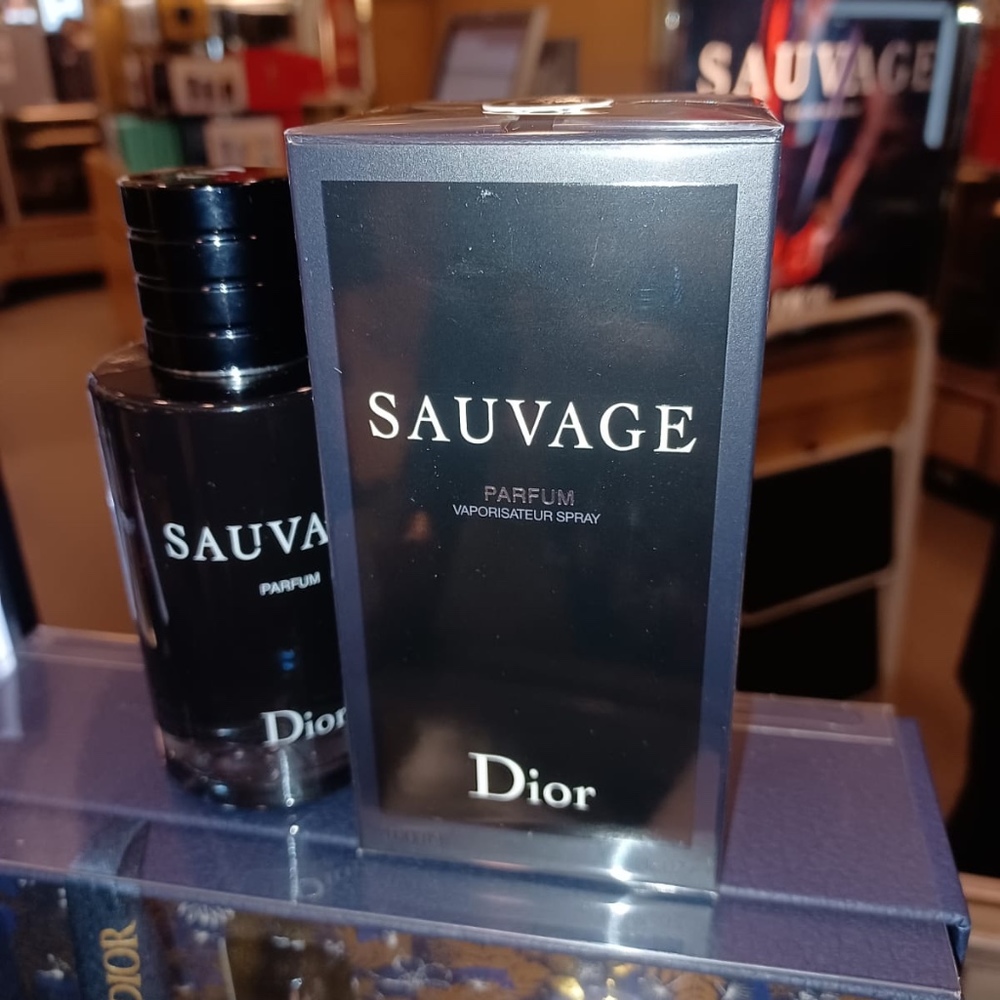 SAUVAGE
SAUVAGE
PARFUM
VAPORISATEUR SPRAY
Dior
SAUVA
PARFUM
Dior
DIOR